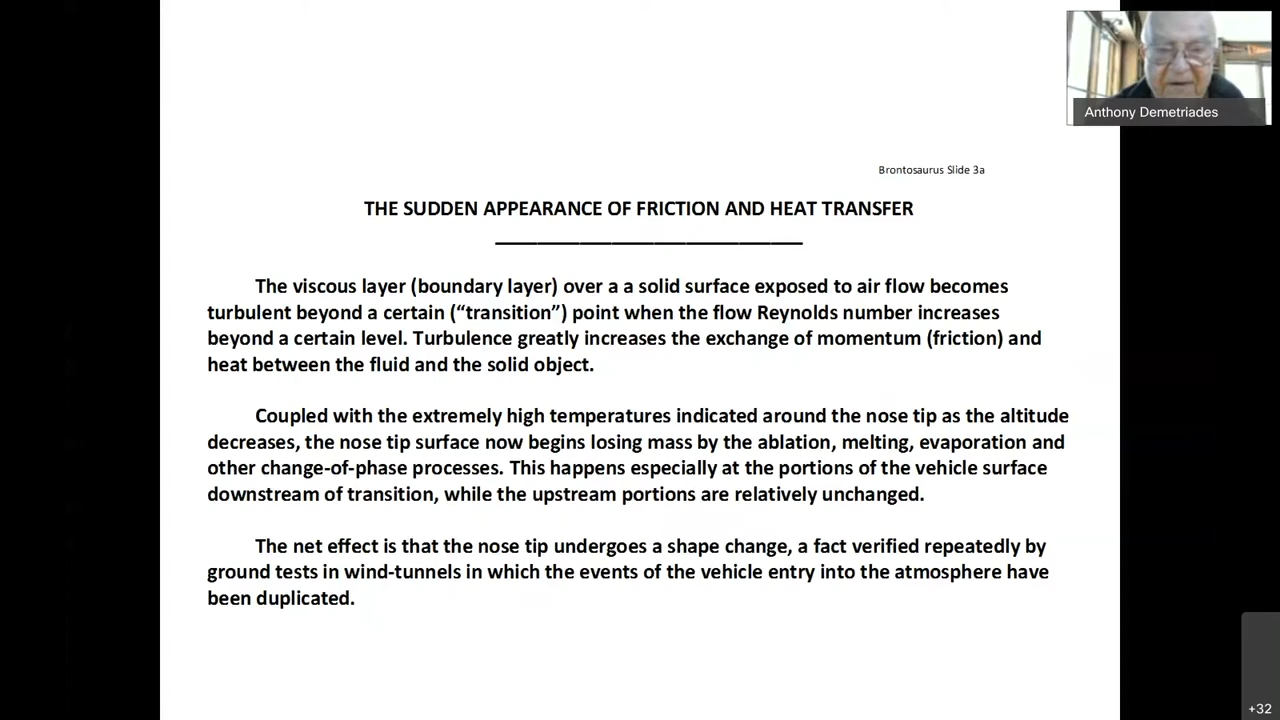 Anthony Demetriades
Brontosaurus Slide 3a
THE SUDDEN APPEARANCE OF FRICTION AND HEAT TRANSFER
The viscous layer (boundary layer) over a a solid surface exposed to air flow becomes
turbulent beyond a certain (“transition”) point when the flow Reynolds number increases
beyond a certain level. Turbulence greatly increases the exchange of momentum (friction) and
heat between the fluid and the solid object.
Coupled with the extremely high temperatures indicated around the nose tip as the altitude
decreases, the nose tip surface now begins losing mass by the ablation, melting, evaporation and
other change-of-phase processes. This happens especially at the portions of the vehicle surface
downstream of transition, while the upstream portions are relatively unchanged.
The net effect is that the nose tip undergoes a shape change, a fact verified repeatedly by
ground tests in wind-tunnels in which the events of the vehicle entry into the atmosphere have
been duplicated.
+32